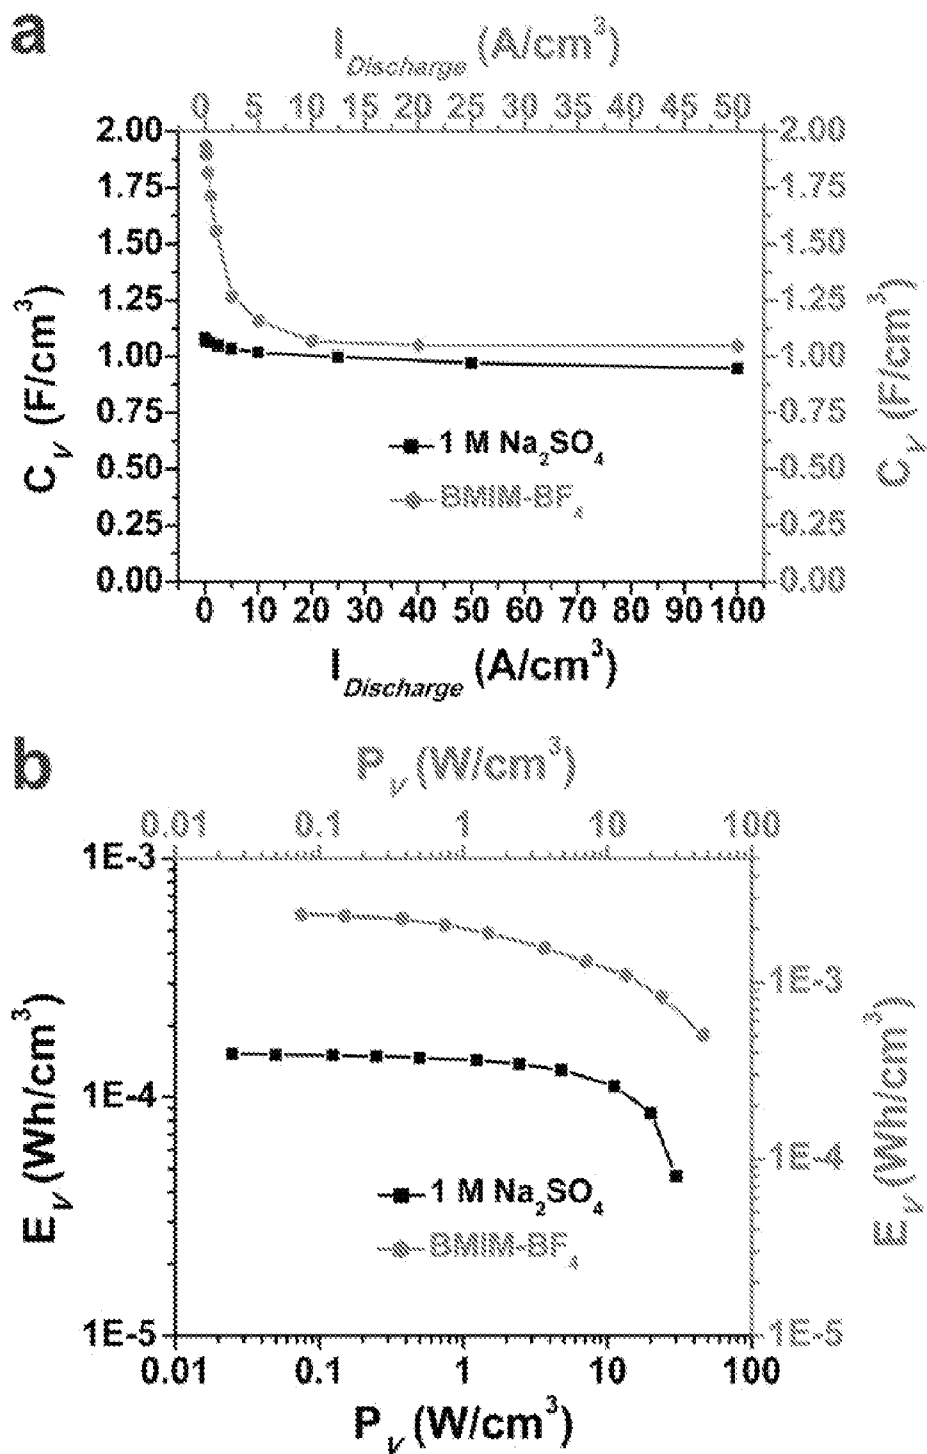 a
I Discharge (A/cm³)
0 5 10 15 20 25 30 35 40 45 50
2.00 2.00
1.75 1.75
1.50 1.50
1.25 1.25
1.00 1.00
0.75 0.75
0.50 0.50
0.25 0.25
0.00 0.00
C_V (F/cm³)
C_V (F/cm³)
1 M Na₂SO₄
BMIM-BF₄
0 10 20 30 40 50 60 70 80 90 100
I Discharge (A/cm³)
b
P_V (W/cm³)
0.01 0.1 1 10 100
1E-3
1E-3
1E-4
1E-4
1E-5 1E-5
E_V (Wh/cm³)
E_V (Wh/cm³)
1 M Na₂SO₄
BMIM-BF₄
0.01 0.1 1 10 100
P_V (W/cm³)